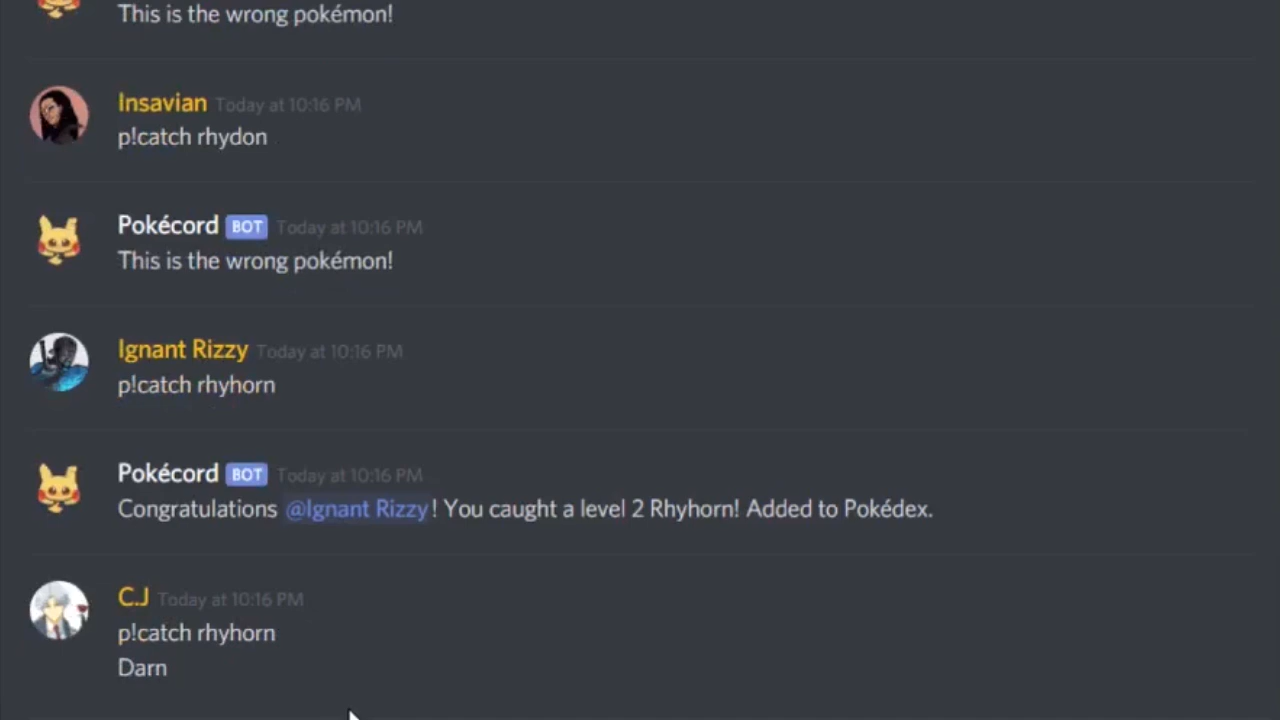 This is the wrong pokémon!
Insavian Today at 10:16 PM
p!catch rhydon
Pokécord BOT Today at 10:16 PM
This is the wrong pokémon!
Ignant Rizzy Today at 10:16 PM
p!catch rhyhorn
Pokécord BOT Today at 10:16 PM
Congratulations @Ignant Rizzy! You caught a level 2 Rhyhorn! Added to Pokédex.
C.J Today at 10:16 PM
p!catch rhyhorn
Darn